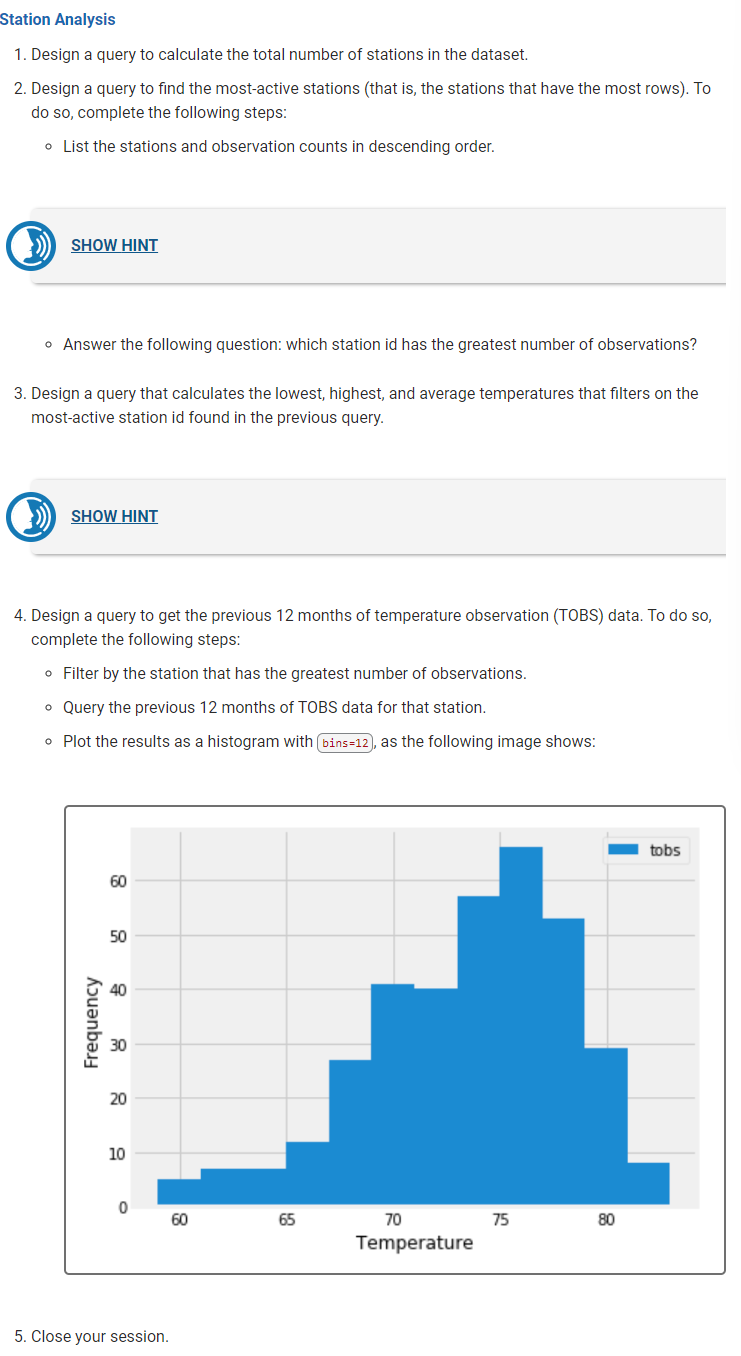 Station Analysis
1. Design a query to calculate the total number of stations in the dataset.
2. Design a query to find the most-active stations (that is, the stations that have the most rows). To
do so, complete the following steps:
List the stations and observation counts in descending order.
SHOW HINT
Answer the following question: which station id has the greatest number of observations?
3. Design a query that calculates the lowest, highest, and average temperatures that filters on the
most-active station id found in the previous query.
SHOW HINT
4. Design a query to get the previous 12 months of temperature observation (TOBS) data. To do so,
complete the following steps:
Filter by the station that has the greatest number of observations.
Query the previous 12 months of TOBS data for that station.
Plot the results as a histogram with bins=12, as the following image shows:
tobs
60
50
40
30
20
10
0
Frequency
60 65 70 75 80
Temperature
5. Close your session.